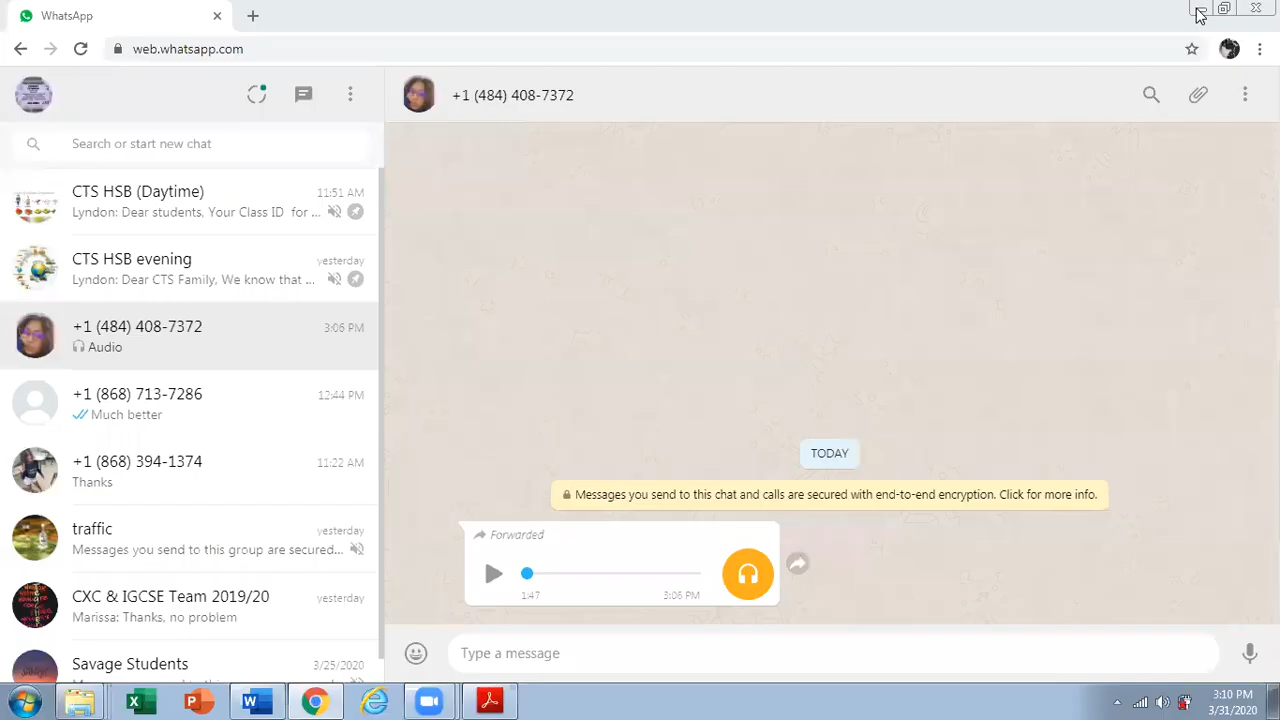 WhatsApp
web.whatsapp.com
Search or start new chat
CTS HSB (Daytime)
11:51 AM
Lyndon: Dear students, Your Class ID for ...
CTS HSB evening
yesterday
Lyndon: Dear CTS Family, We know that ...
+1 (484) 408-7372
3:06 PM
Audio
+1 (868) 713-7286
12:44 PM
Much better
+1 (868) 394-1374
11:22 AM
Thanks
traffic
yesterday
Messages you send to this group are secured...
CXC & IGCSE Team 2019/20
yesterday
Marissa: Thanks, no problem
Savage Students
3/25/2020
+1 (484) 408-7372
TODAY
Messages you send to this chat and calls are secured with end-to-end encryption. Click for more info.
Forwarded
1:47
3:06 PM
Type a message
3:10 PM
3/31/2020